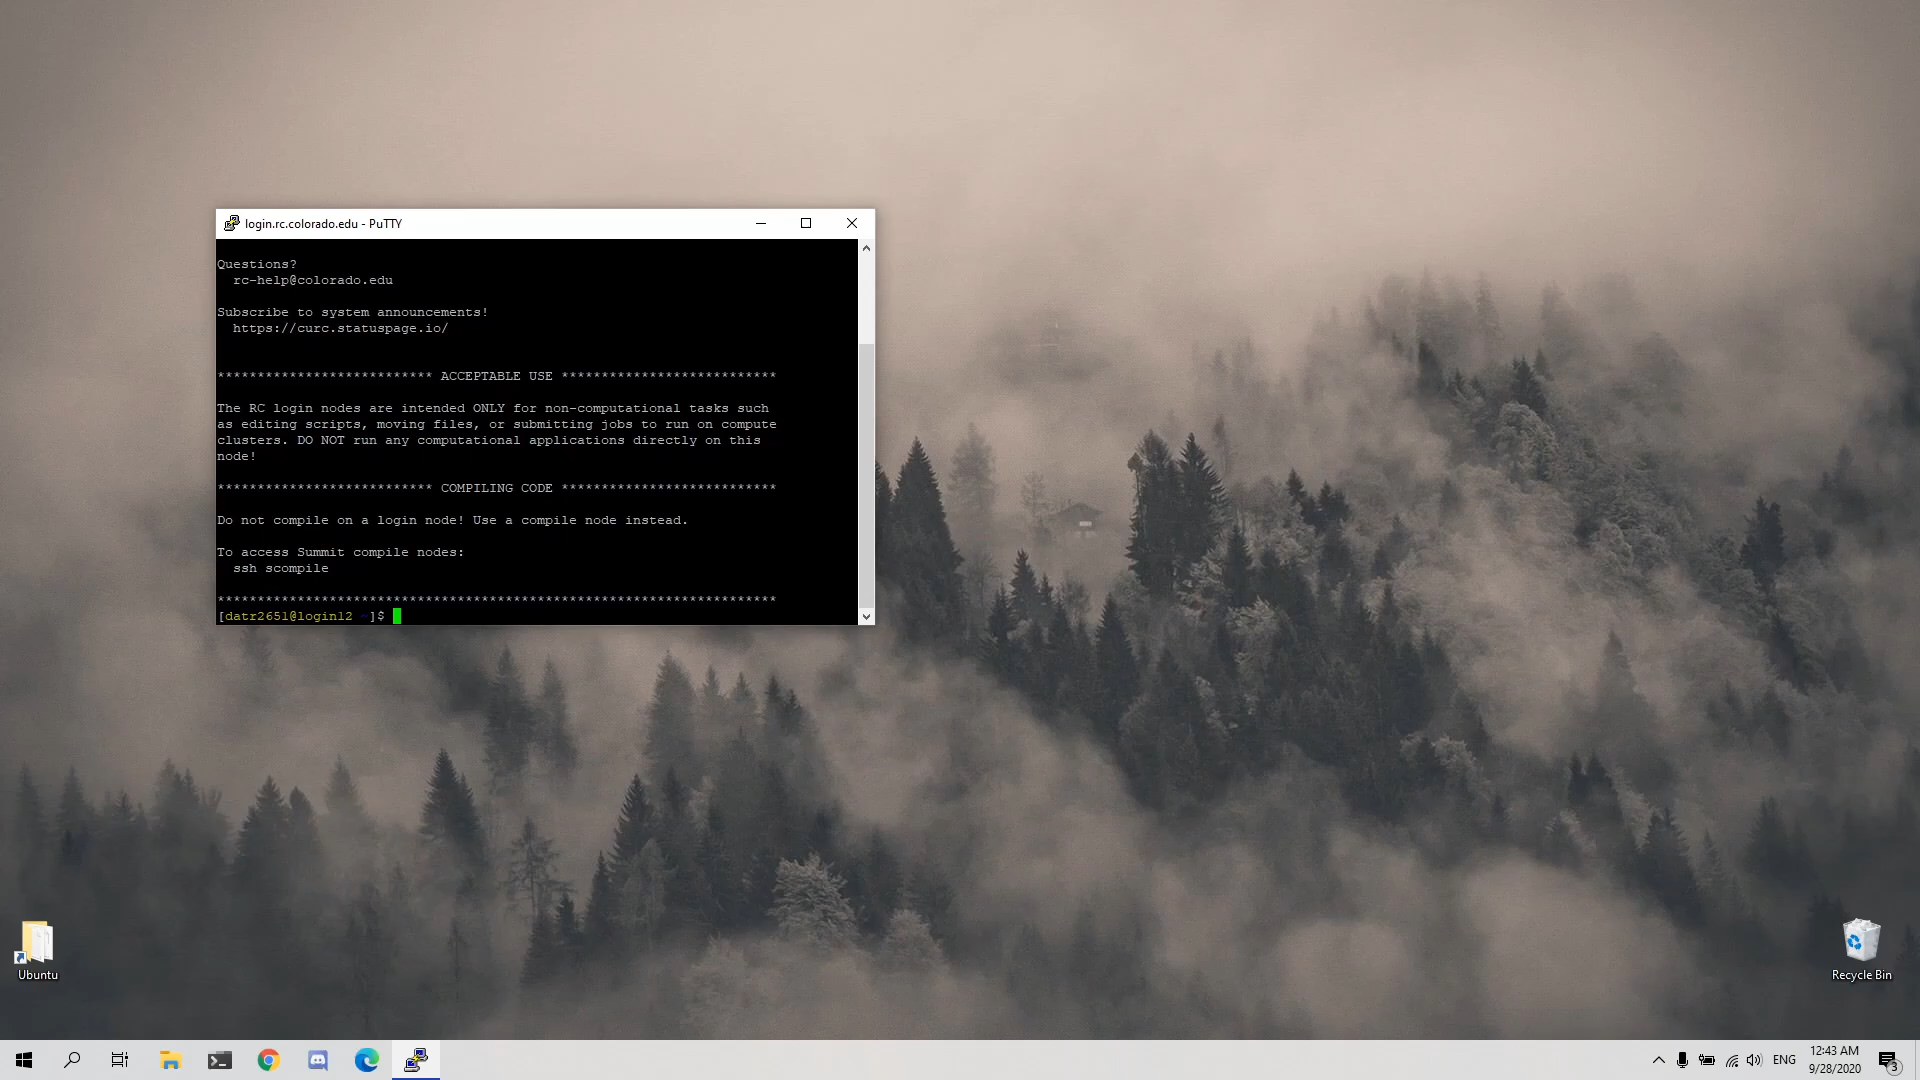 login.rc.colorado.edu - PuTTY
Questions?
rc-help@colorado.edu
Subscribe to system announcements!
https://curc.statuspage.io/
*************************** ACCEPTABLE USE ***************************
The RC login nodes are intended ONLY for non-computational tasks such
as editing scripts, moving files, or submitting jobs to run on compute
clusters. DO NOT run any computational applications directly on this
node!
*************************** COMPILING CODE ***************************
Do not compile on a login node! Use a compile node instead.
To access Summit compile nodes:
ssh scompile
**********************************************************************
[datr2651@login12 ~]$
Ubuntu
Recycle Bin
ENG
12:43 AM
9/28/2020
3